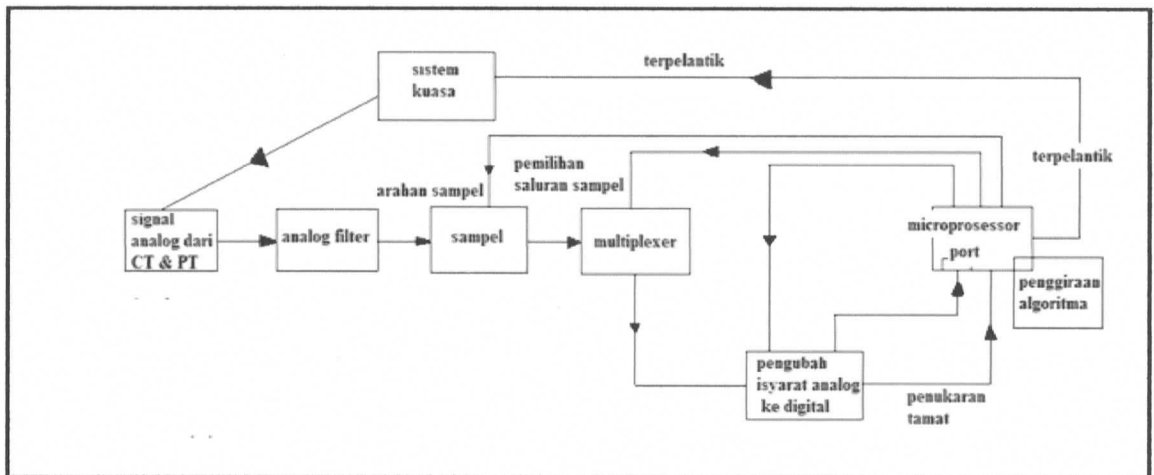 sistem
kuasa
terpelantik
terpelantik
pemilihan
saluran sampel
arahan sampel
signal
analog dari
CT & PT
analog filter
sampel
multiplexer
microprosessor
port
penggiraan
algoritma
pengubah
isyarat analog
ke digital
penukaran
tamat